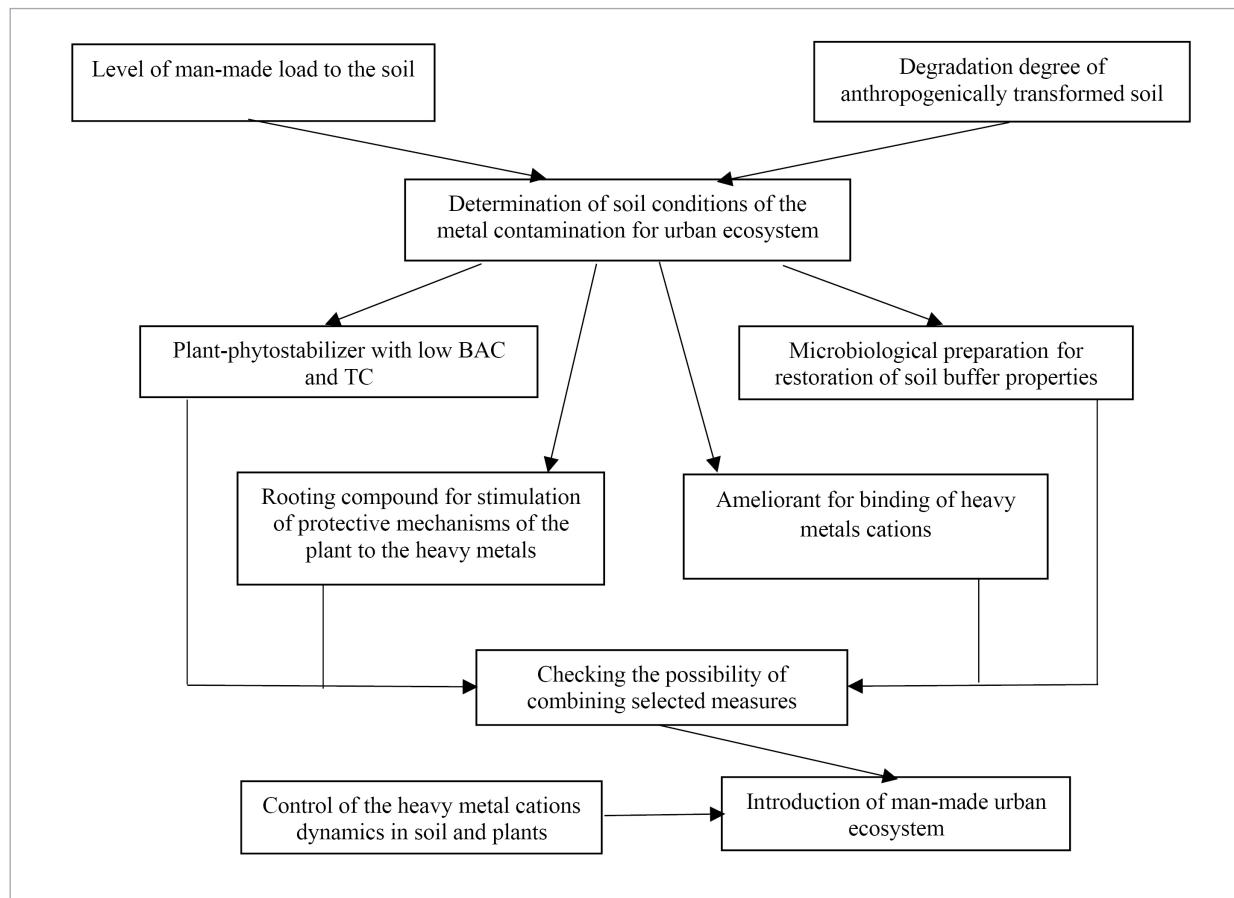 Level of man-made load to the soil
Degradation degree of
anthropogenically transformed soil
Determination of soil conditions of the
metal contamination for urban ecosystem
Plant-phytostabilizer with low BAC
and TC
Microbiological preparation for
restoration of soil buffer properties
Rooting compound for stimulation
of protective mechanisms of the
plant to the heavy metals
Ameliorant for binding of heavy
metals cations
Checking the possibility of
combining selected measures
Control of the heavy metal cations
dynamics in soil and plants
Introduction of man-made urban
ecosystem